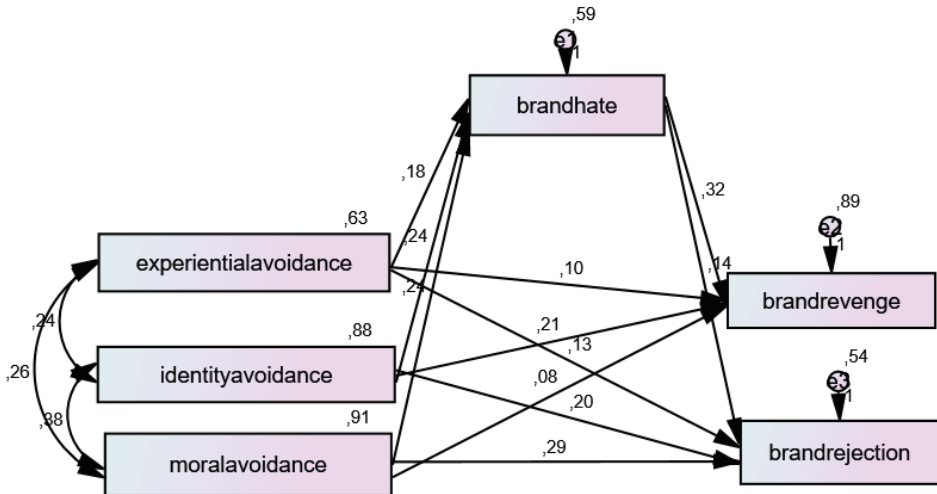 ,59
e1
1
brandhate
,18
,32
,63
,89
,24
e2
1
experientialavoidance
,10
,14
,24
brandrevenge
,24
,21
,88
,13
,54
,26
identityavoidance
,08
e3
1
,20
,38
,91
,29
moralavoidance
brandrejection